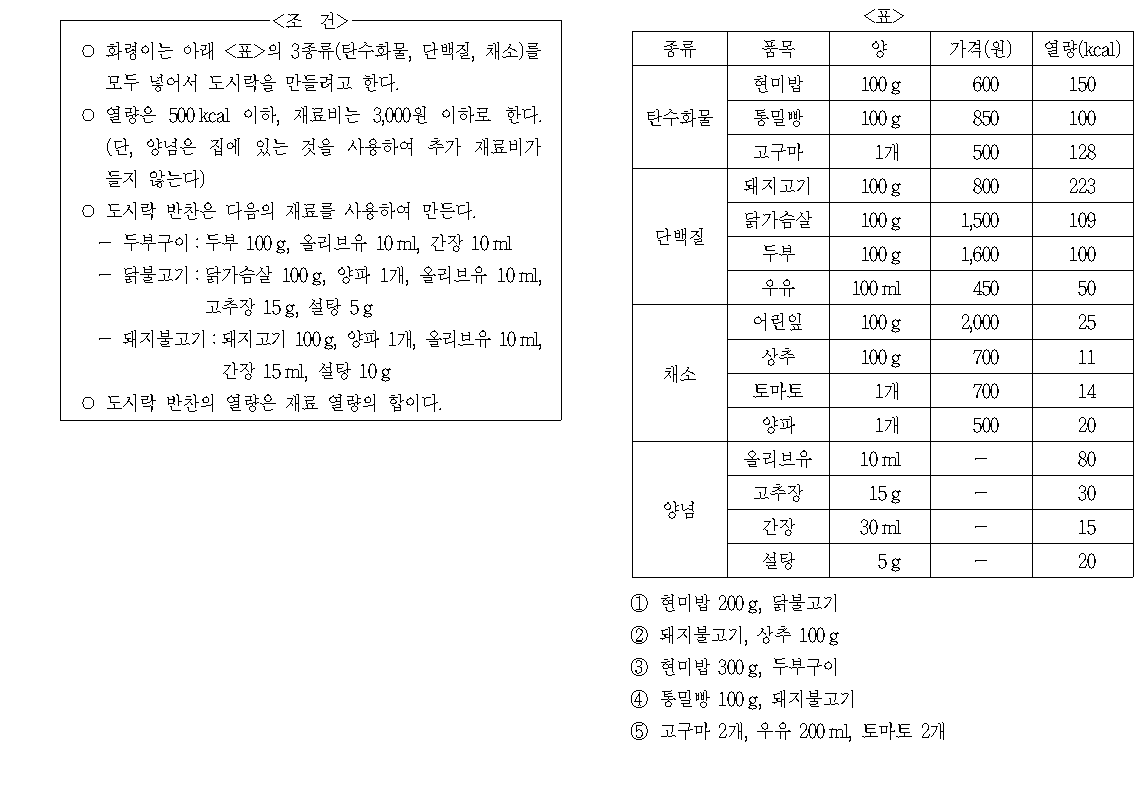 <조 건>
○ 화령이는 아래 <표>의 3종류(탄수화물, 단백질, 채소)를
모두 넣어서 도시락을 만들려고 한다.
○ 열량은 500 kcal 이하, 재료비는 3,000원 이하로 한다.
(단, 양념은 집에 있는 것을 사용하여 추가 재료비가
들지 않는다)
○ 도시락 반찬은 다음의 재료를 사용하여 만든다.
- 두부구이 : 두부 100 g, 올리브유 10 ml, 간장 10 ml
- 닭불고기 : 닭가슴살 100 g, 양파 1개, 올리브유 10 ml,
고추장 15 g, 설탕 5 g
- 돼지불고기 : 돼지고기 100 g, 양파 1개, 올리브유 10 ml,
간장 15 ml, 설탕 10 g
○ 도시락 반찬의 열량은 재료 열량의 합이다.
<표>
종류 품목 양 가격(원) 열량(kcal)
탄수화물
현미밥 100 g 600 150
통밀빵 100 g 850 100
고구마 1개 500 128
단백질
돼지고기 100 g 800 223
닭가슴살 100 g 1,500 109
두부 100 g 1,600 100
우유 100 ml 450 50
채소
어린잎 100 g 2,000 25
상추 100 g 700 11
토마토 1개 700 14
양파 1개 500 20
양념
올리브유 10 ml - 80
고추장 15 g - 30
간장 30 ml - 15
설탕 5 g - 20
① 현미밥 200 g, 닭불고기
② 돼지불고기, 상추 100 g
③ 현미밥 300 g, 두부구이
④ 통밀빵 100 g, 돼지불고기
⑤ 고구마 2개, 우유 200 ml, 토마토 2개